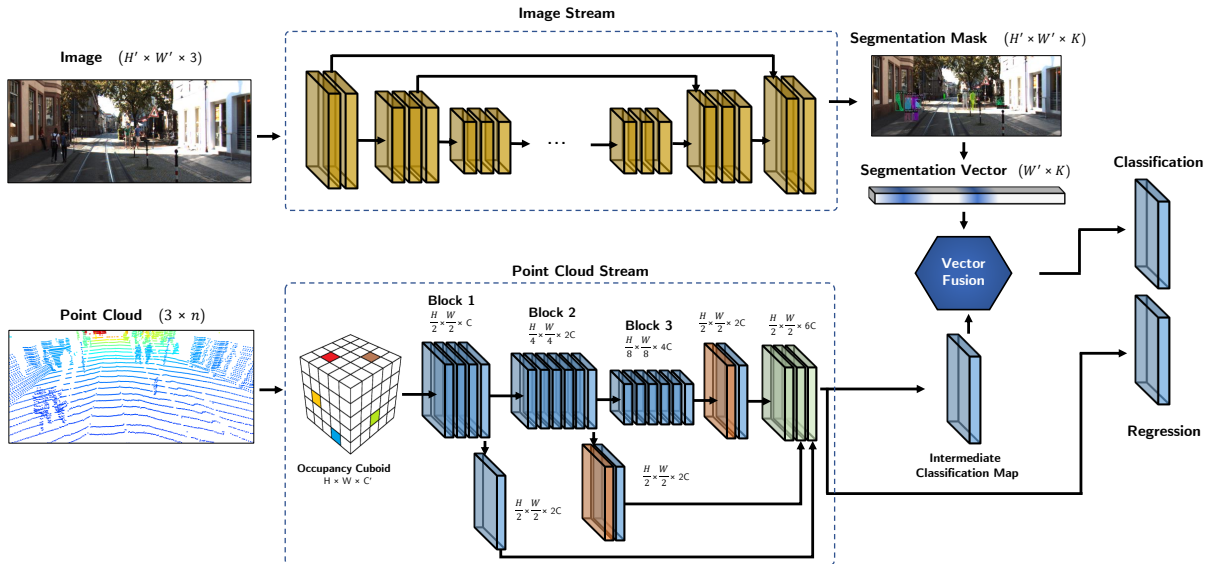 Image Stream
Image (H′ × W′ × 3)
Segmentation Mask (H′ × W′ × K)
...
Segmentation Vector (W′ × K)
Classification
Vector
Fusion
Point Cloud Stream
Point Cloud (3 × n)
Block 1
H/2 × W/2 × C
Block 2
H/4 × W/4 × 2C
Block 3
H/8 × W/8 × 4C
H/2 × W/2 × 2C
H/2 × W/2 × 6C
Occupancy Cuboid
H × W × C′
H/2 × W/2 × 2C
H/2 × W/2 × 2C
Intermediate
Classification Map
Regression